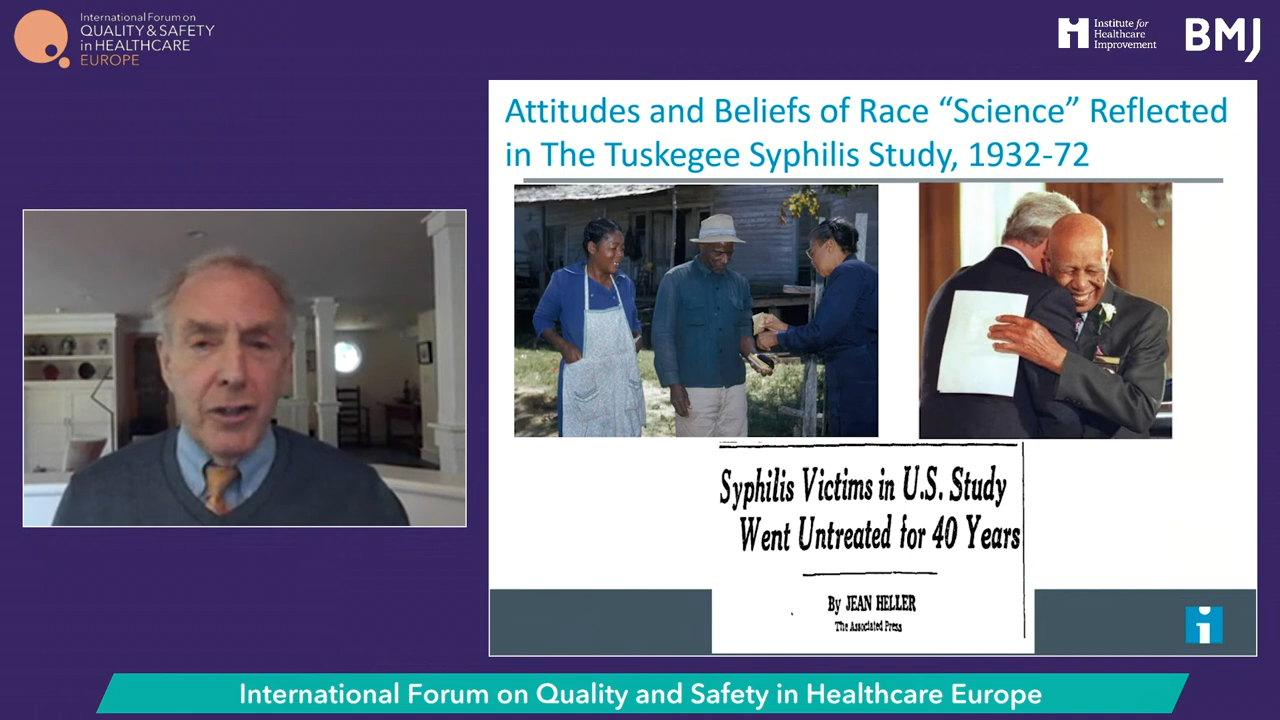 International Forum on
QUALITY & SAFETY
in HEALTHCARE
EUROPE
Institute for
Healthcare
Improvement
BMJ
Attitudes and Beliefs of Race “Science” Reflected
in The Tuskegee Syphilis Study, 1932-72
Syphilis Victims in U.S. Study
Went Untreated for 40 Years
By JEAN HELLER
The Associated Press
International Forum on Quality and Safety in Healthcare Europe